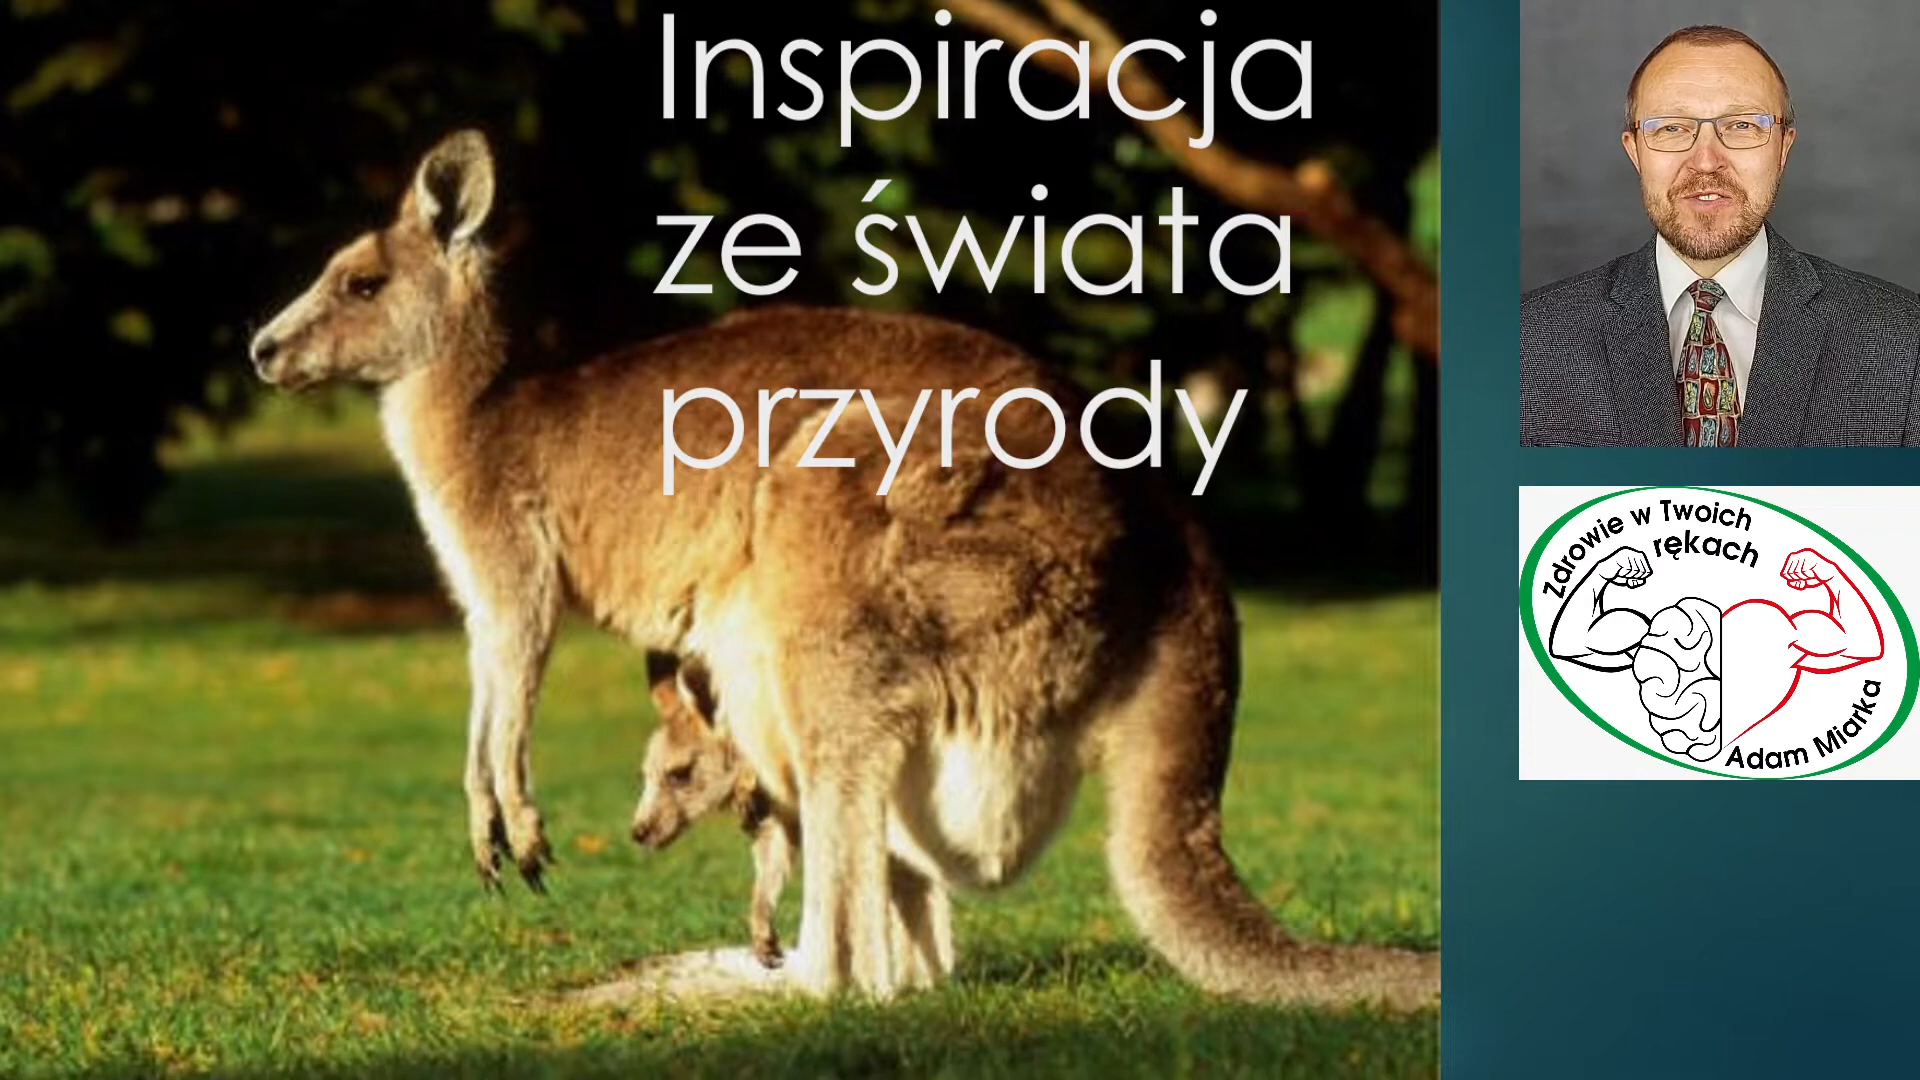 Inspiracja
ze świata
przyrody
Zdrowie w Twoich
rękach
Adam Miarka